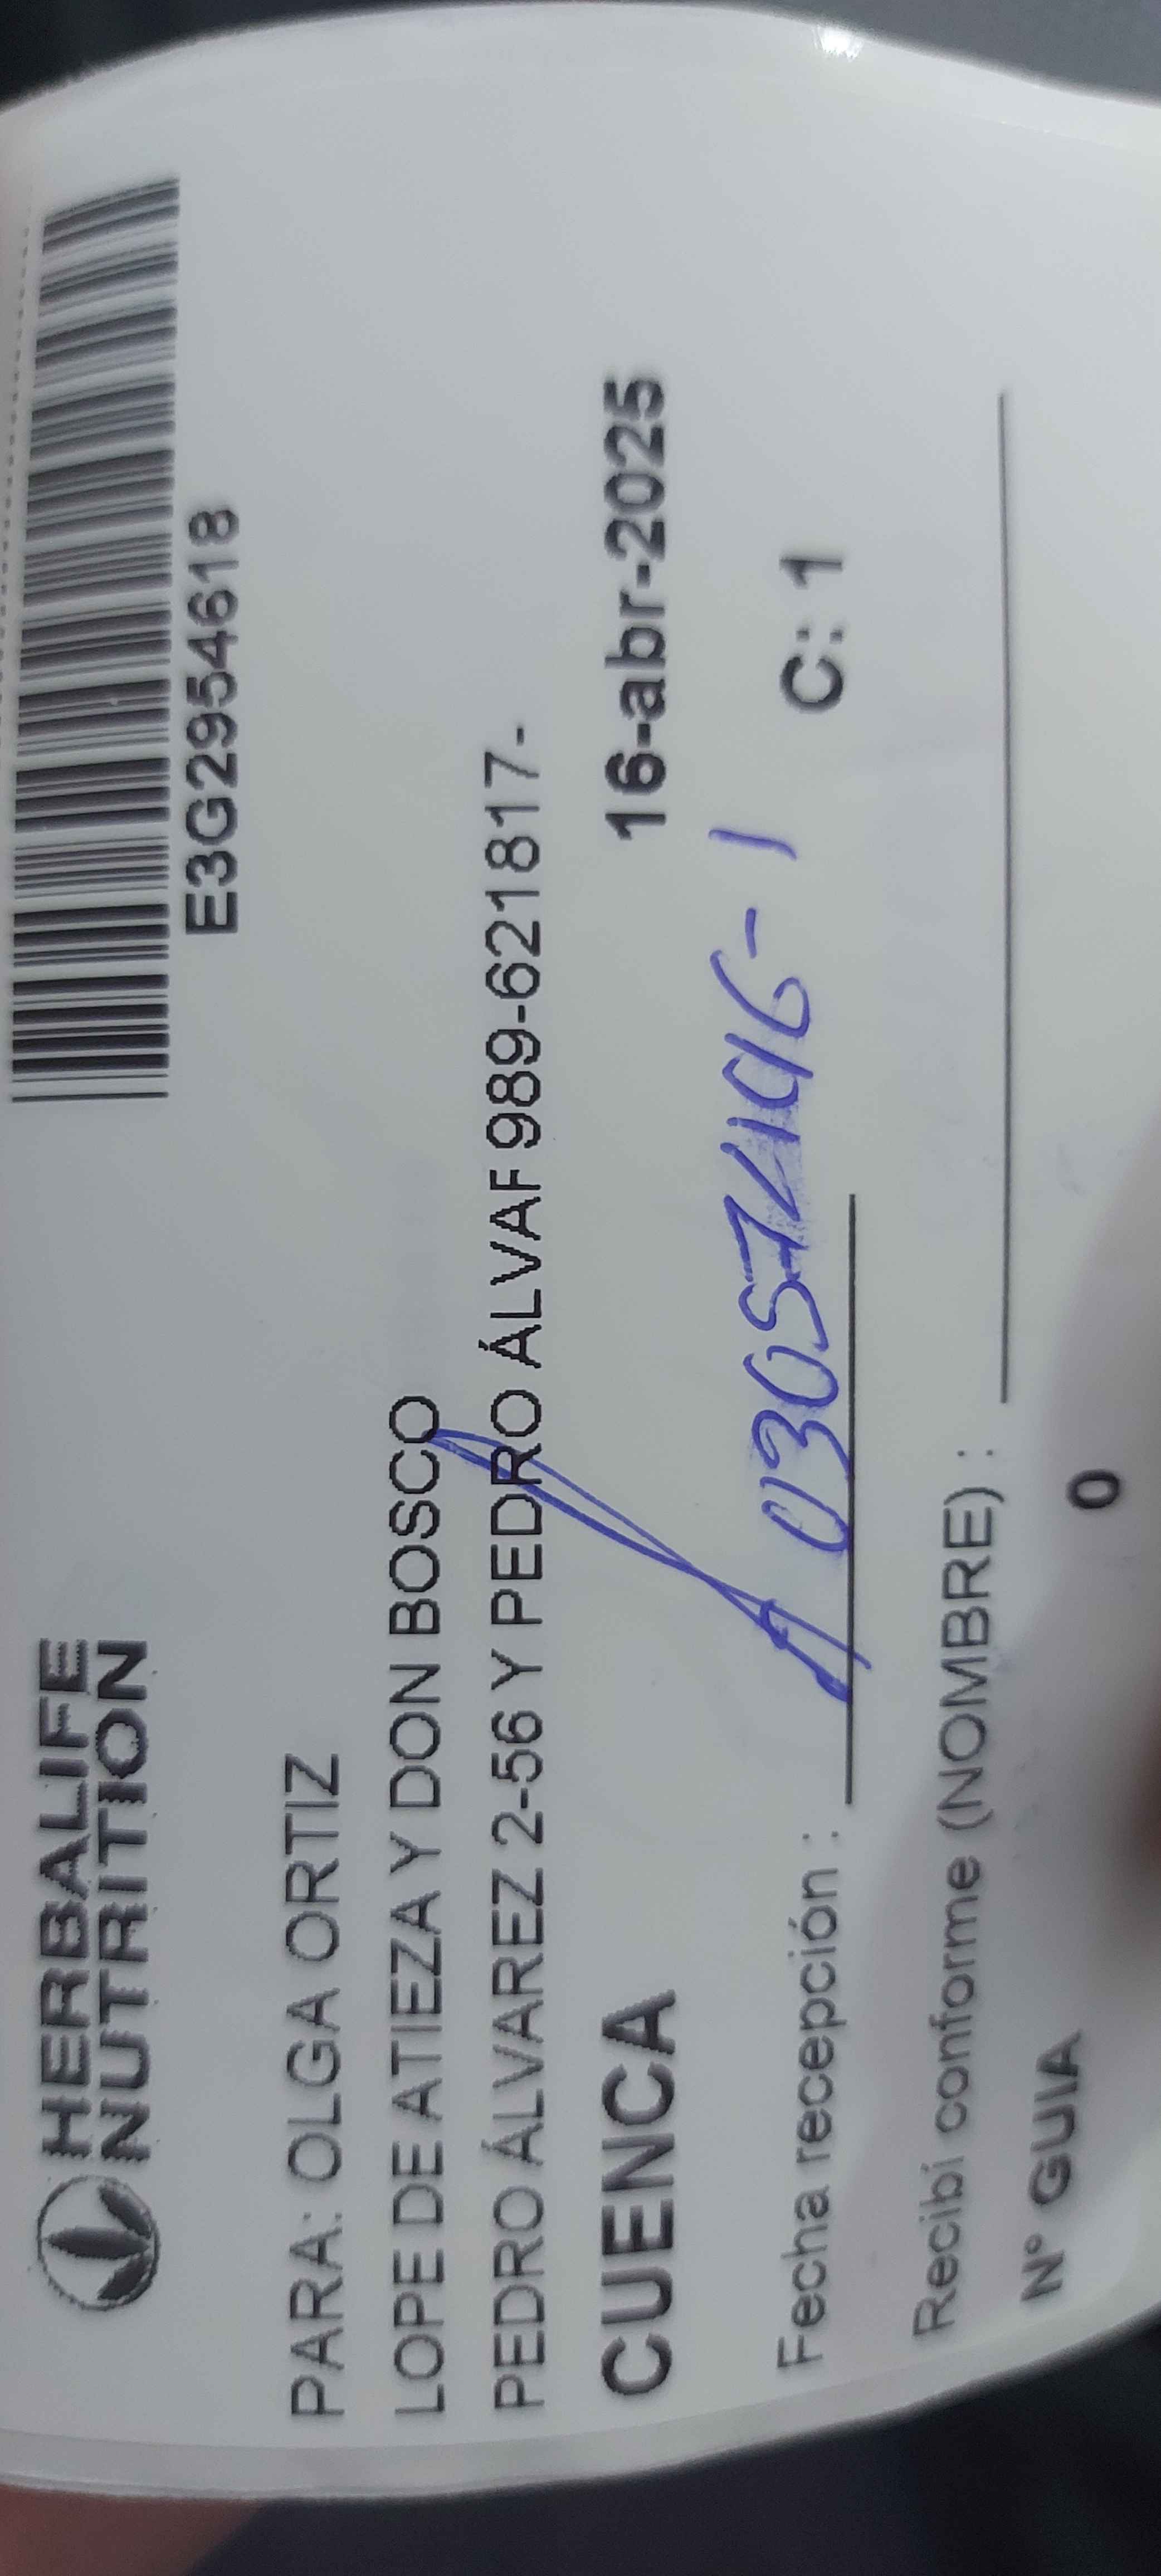 HERBALIFE
NUTRITION
E3G2954618
PARA: OLGA ORTIZ
LOPE DE ATIEZA Y DON BOSCO
PEDRO ÁLVAREZ 2-56 Y PEDRO ÁLVAF 989-621817-
CUENCA 16-abr-2025
Fecha recepción : C: 1
Recibí conforme (NOMBRE) :
N° GUIA 0